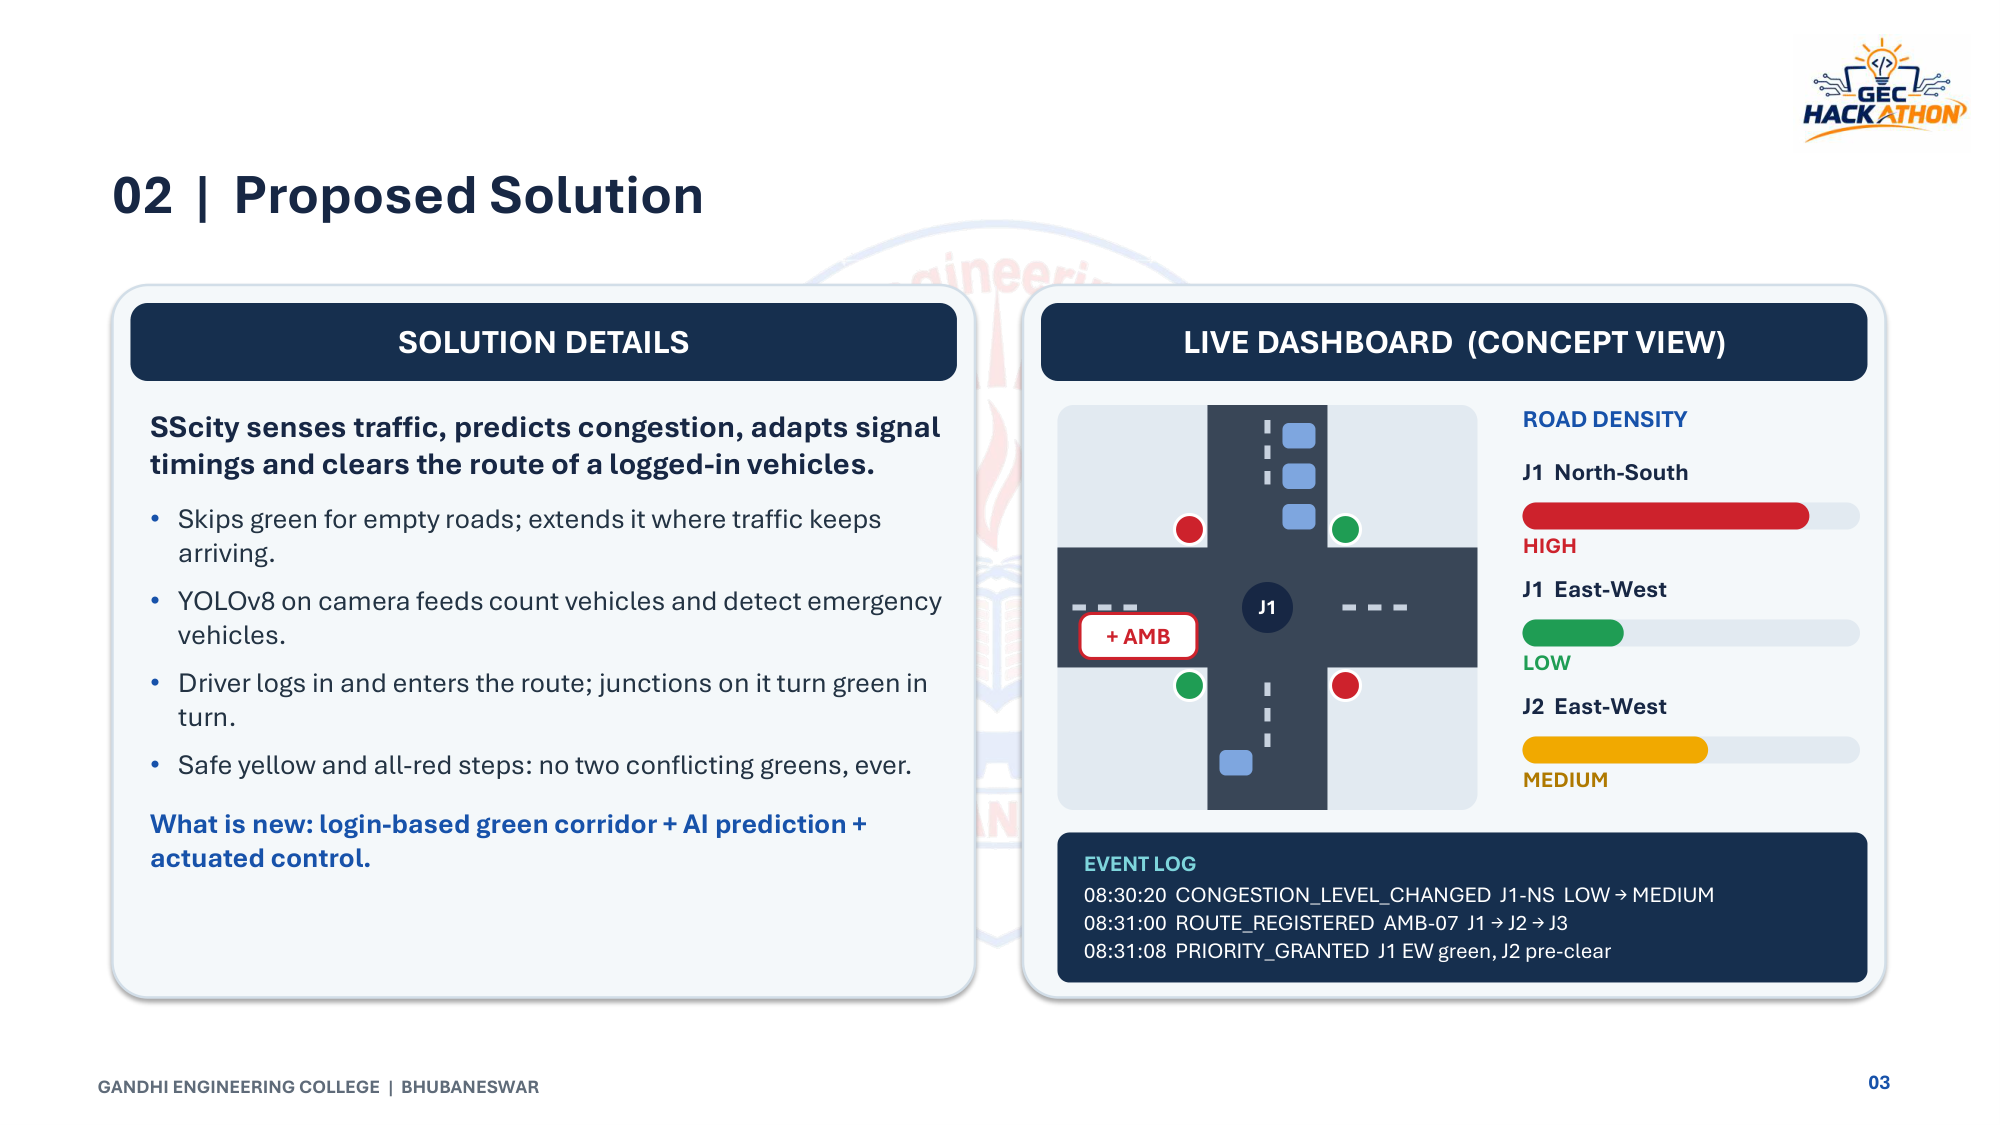 </> GEC
HACKATHON
02 | Proposed Solution
SOLUTION DETAILS
SScity senses traffic, predicts congestion, adapts signal
timings and clears the route of a logged-in vehicles.
• Skips green for empty roads; extends it where traffic keeps
arriving.
• YOLOv8 on camera feeds count vehicles and detect emergency
vehicles.
• Driver logs in and enters the route; junctions on it turn green in
turn.
• Safe yellow and all-red steps: no two conflicting greens, ever.
What is new: login-based green corridor + AI prediction +
actuated control.
LIVE DASHBOARD (CONCEPT VIEW)
J1
+ AMB
ROAD DENSITY
J1 North-South
HIGH
J1 East-West
LOW
J2 East-West
MEDIUM
EVENT LOG
08:30:20 CONGESTION_LEVEL_CHANGED J1-NS LOW → MEDIUM
08:31:00 ROUTE_REGISTERED AMB-07 J1 → J2 → J3
08:31:08 PRIORITY_GRANTED J1 EW green, J2 pre-clear
GANDHI ENGINEERING COLLEGE | BHUBANESWAR
03